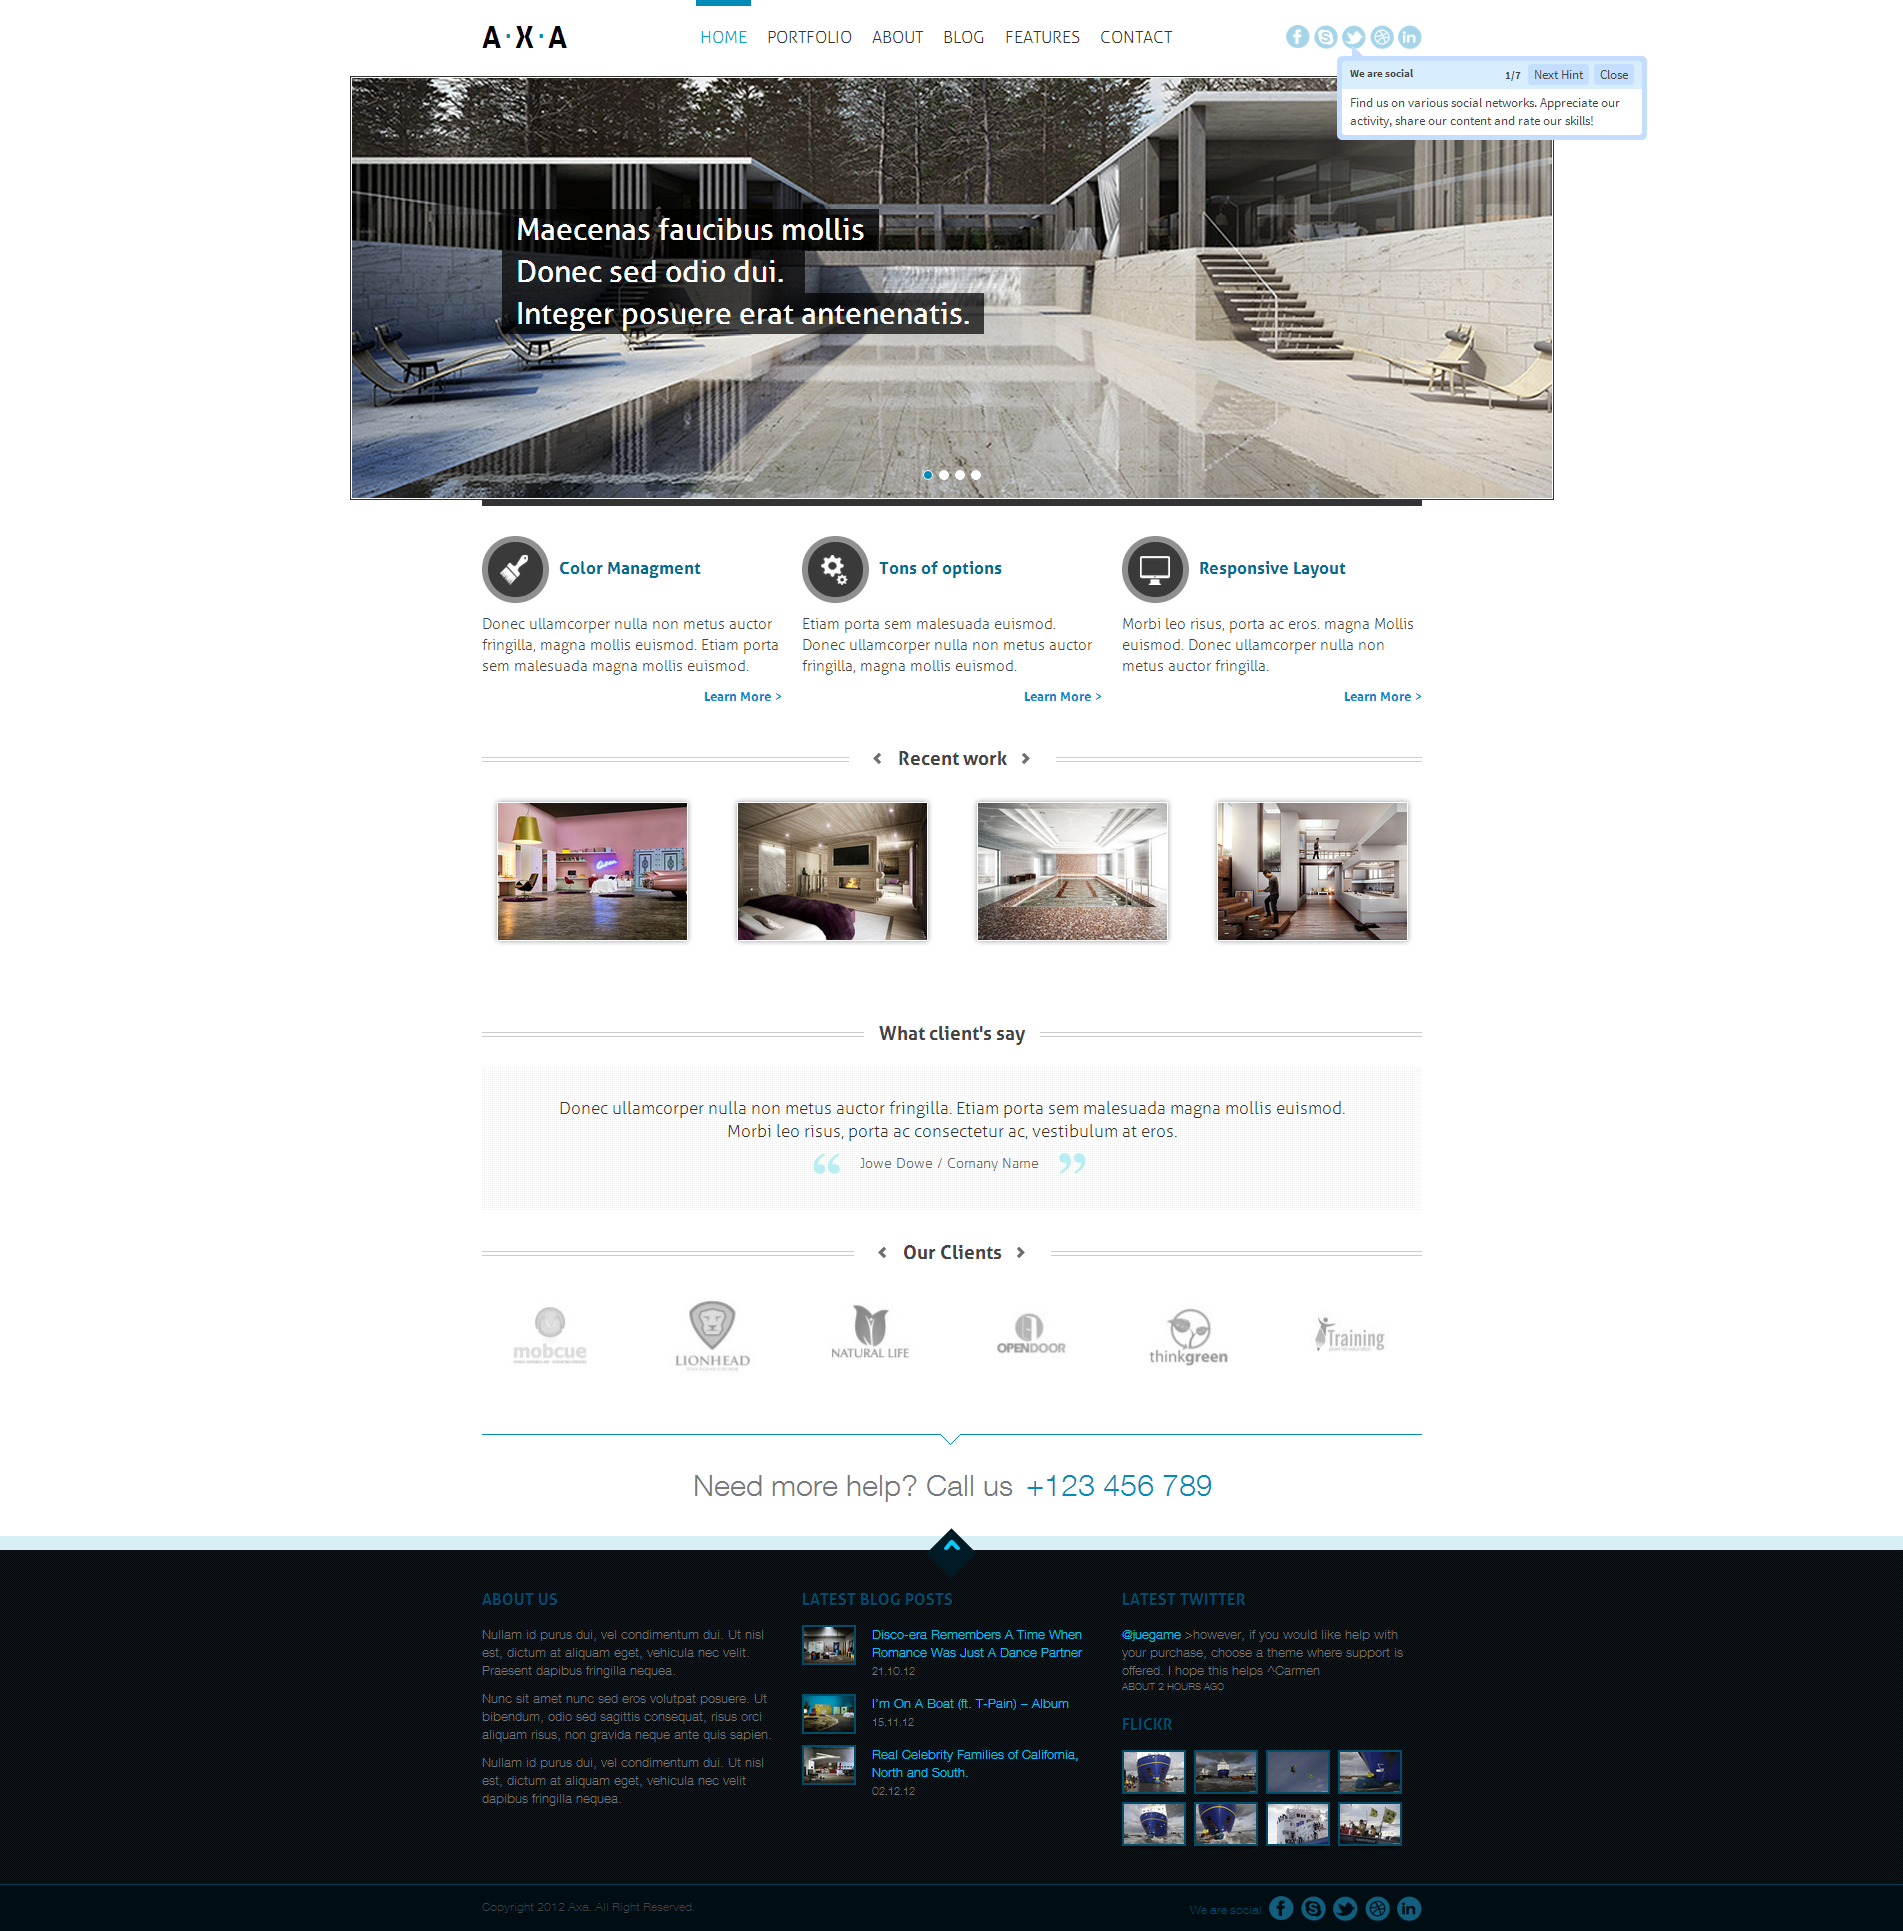 A·X·A
HOME PORTFOLIO ABOUT BLOG FEATURES CONTACT
We are social 1/7 Next Hint Close
Find us on various social networks. Appreciate our
activity, share our content and rate our skills!
Maecenas faucibus mollis
Donec sed odio dui.
Integer posuere erat antenenatis.
Color Managment
Donec ullamcorper nulla non metus auctor
fringilla, magna mollis euismod. Etiam porta
sem malesuada magna mollis euismod.
Learn More >
Tons of options
Etiam porta sem malesuada euismod.
Donec ullamcorper nulla non metus auctor
fringilla, magna mollis euismod.
Learn More >
Responsive Layout
Morbi leo risus, porta ac eros. magna Mollis
euismod. Donec ullamcorper nulla non
metus auctor fringilla.
Learn More >
Recent work
What client's say
Donec ullamcorper nulla non metus auctor fringilla. Etiam porta sem malesuada magna mollis euismod.
Morbi leo risus, porta ac consectetur ac, vestibulum at eros.
Jowe Dowe / Comany Name
Our Clients
mobcue
LIONHEAD
NATURAL LIFE
OPENDOOR
thinkgreen
Training
Need more help? Call us +123 456 789
ABOUT US
Nullam id purus dui, vel condimentum dui. Ut nisl
est, dictum at aliquam eget, vehicula nec velit.
Praesent dapibus fringilla nequea.
Nunc sit amet nunc sed eros volutpat posuere. Ut
bibendum, odio sed sagittis consequat, risus orci
aliquam risus, non gravida neque ante quis sapien.
Nullam id purus dui, vel condimentum dui. Ut nisl
est, dictum at aliquam eget, vehicula nec velit
dapibus fringilla nequea.
LATEST BLOG POSTS
Disco-era Remembers A Time When
Romance Was Just A Dance Partner
21.10.12
I'm On A Boat (ft. T-Pain) – Album
15.11.12
Real Celebrity Families of California,
North and South.
02.12.12
LATEST TWITTER
@juegame >however, if you would like help with
your purchase, choose a theme where support is
offered. I hope this helps ^Carmen
ABOUT 2 HOURS AGO
FLICKR
Copyright 2012 Axa. All Right Reserved.
We are social